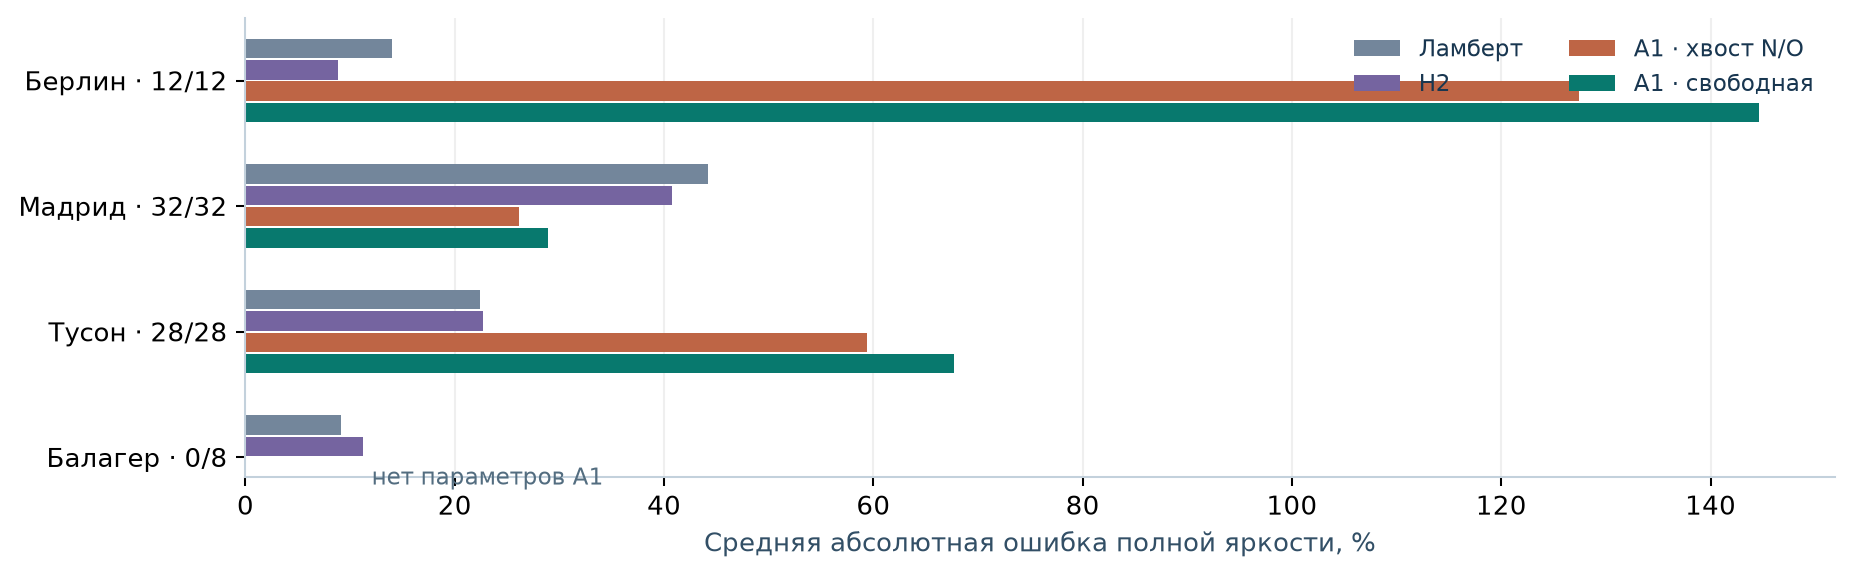 Ламберт
H2
A1 · хвост N/O
A1 · свободная
Берлин · 12/12
Мадрид · 32/32
Тусон · 28/28
Балагер · 0/8
нет параметров A1
0 20 40 60 80 100 120 140
Средняя абсолютная ошибка полной яркости, %